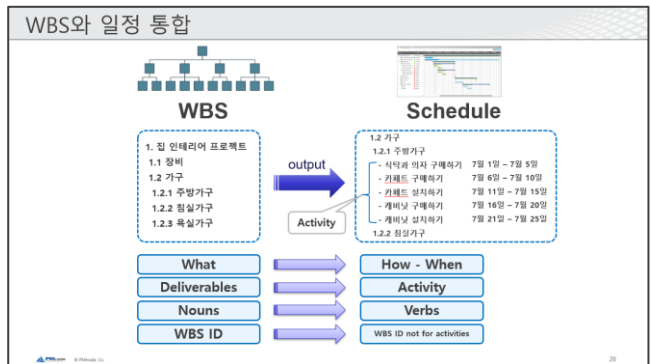 WBS와 일정 통합
WBS
Schedule
1. 집 인테리어 프로젝트
1.1 장비
1.2 가구
1.2.1 주방가구
1.2.2 침실가구
1.2.3 욕실가구
output
Activity
1.2 가구
1.2.1 주방가구
- 식탁과 의자 구매하기 7월 1일 – 7월 5일
- 카페트 구매하기 7월 6일 – 7월 10일
- 카페트 설치하기 7월 11일 – 7월 15일
- 캐비닛 구매하기 7월 16일 – 7월 20일
- 캐비닛 설치하기 7월 21일 – 7월 25일
1.2.2 침실가구
What
How - When
Deliverables
Activity
Nouns
Verbs
WBS ID
WBS ID not for activities